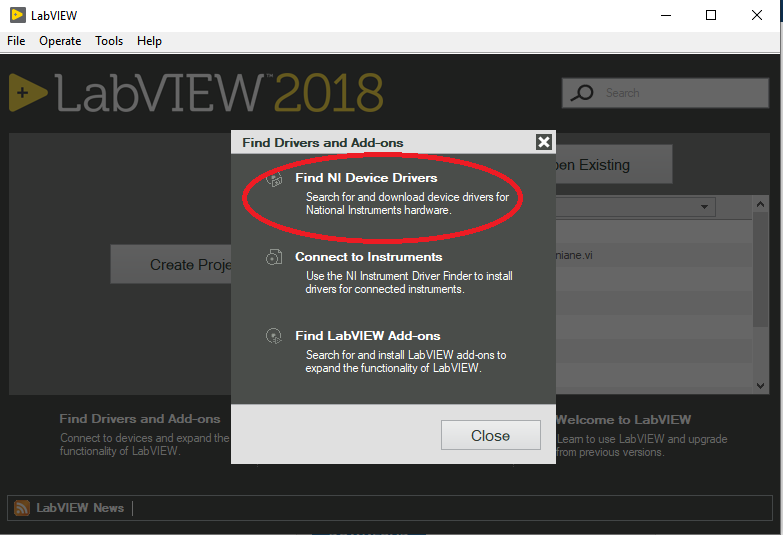 LabVIEW
File Operate Tools Help
LabVIEW™ 2018
Search
Find Drivers and Add-ons
Find NI Device Drivers
Search for and download device drivers for
National Instruments hardware.
Open Existing
Connect to Instruments
Use the NI Instrument Driver Finder to install
drivers for connected instruments.
niane.vi
Create Proje
Find LabVIEW Add-ons
Search for and install LabVIEW add-ons to
expand the functionality of LabVIEW.
Close
Find Drivers and Add-ons
Connect to devices and expand the
functionality of LabVIEW.
Welcome to LabVIEW
Learn to use LabVIEW and upgrade
from previous versions.
LabVIEW News